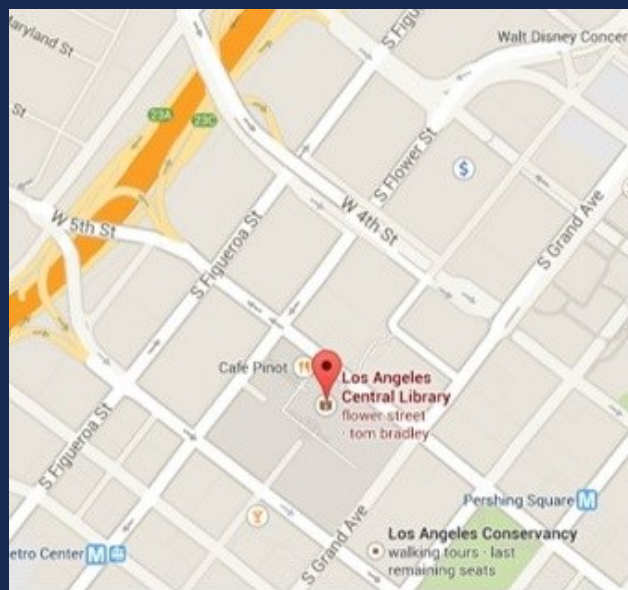 Maryland St
S Figu
Walt Disney Concer
23A
23C
St
S Flower St
$
W 4th St
W 5th St
S Figueroa St
S Grand Ave
Café Pinot
Los Angeles
Central Library
flower street
· tom bradley
S Figueroa St
Pershing Square M
S Grand Ave
Los Angeles Conservancy
walking tours · last
remaining seats
etro Center M